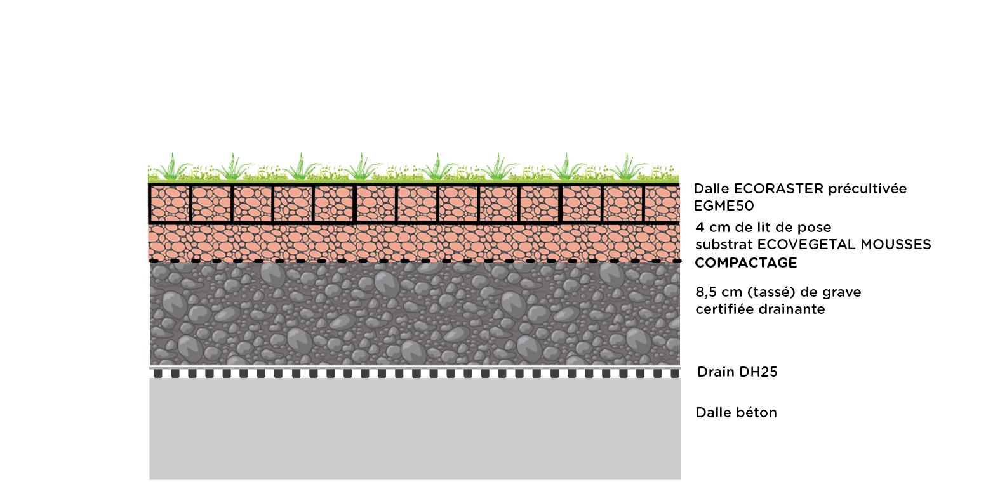 Dalle ECORASTER précultivée
EGME50
4 cm de lit de pose
substrat ECOVEGETAL MOUSSES
COMPACTAGE
8,5 cm (tassé) de grave
certifiée drainante
Drain DH25
Dalle béton